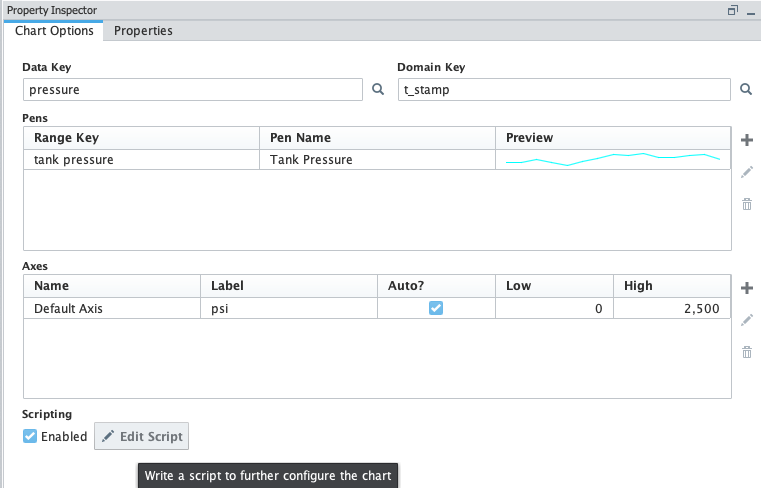 Property Inspector
Chart Options Properties
Data Key Domain Key
pressure t_stamp
Pens
Range Key Pen Name Preview
tank pressure Tank Pressure
Axes
Name Label Auto? Low High
Default Axis psi 0 2,500
Scripting
Enabled Edit Script
Write a script to further configure the chart